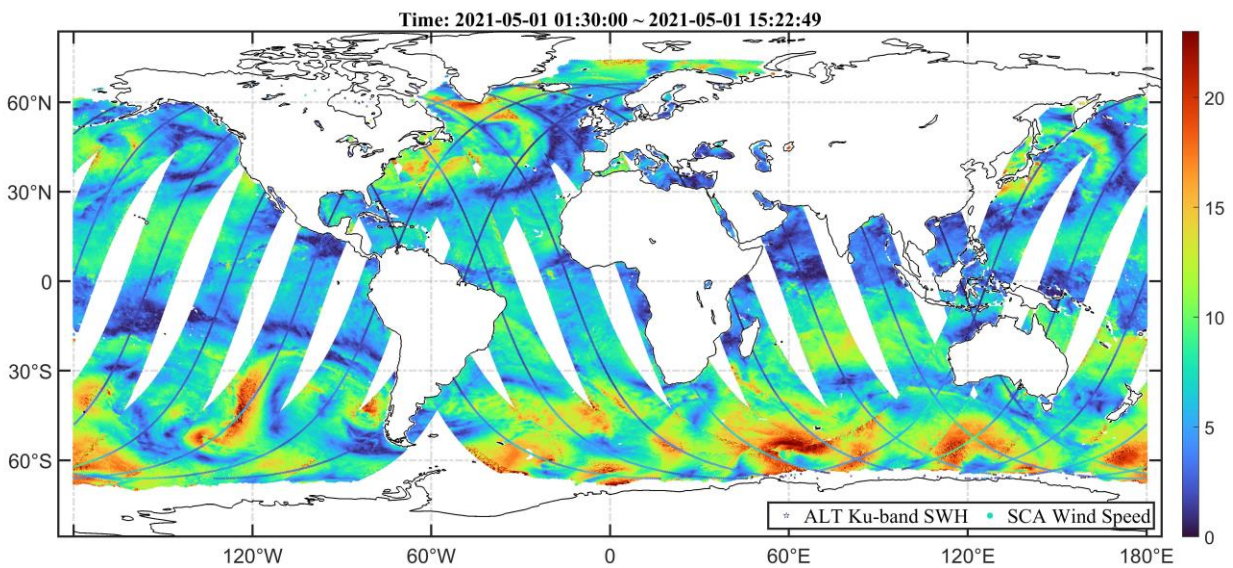 Time: 2021-05-01 01:30:00 ~ 2021-05-01 15:22:49
20
60°N
30°N
15
0
10
30°S
5
60°S
☆ ALT Ku-band SWH ● SCA Wind Speed
0
120°W 60°W 0 60°E 120°E 180°E